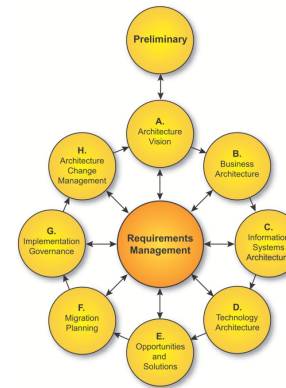 Preliminary
A.
Architecture
Vision
B.
Business
Architecture
C.
Information
Systems
Architectur
D.
Technology
Architecture
E.
Opportunities
and
Solutions
F.
Migration
Planning
G.
Implementation
Governance
H.
Architecture
Change
Management
Requirements
Management